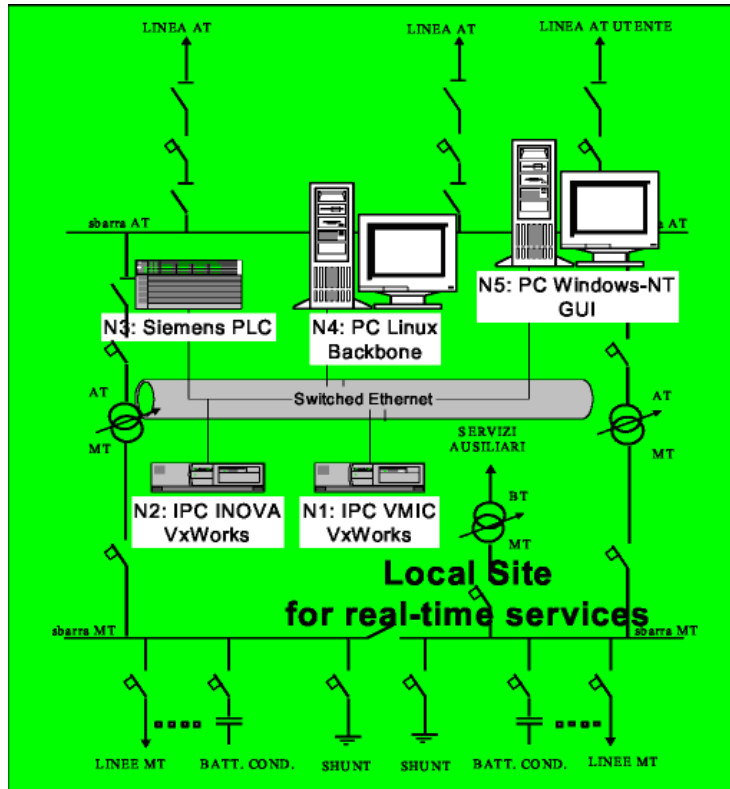 LINEA AT
LINEA AT
LINEA AT UTENTE
sbarra AT
AT
N5: PC Windows-NT
GUI
N3: Siemens PLC
N4: PC Linux
Backbone
AT
MT
Switched Ethernet
AT
MT
SERVIZI
AUSILIARI
N2: IPC INOVA
VxWorks
N1: IPC VMIC
VxWorks
BT
MT
Local Site
for real-time services
sbarra MT
sbarra MT
LINEE MT
BATT. COND.
SHUNT
SHUNT
BATT. COND.
LINEE MT